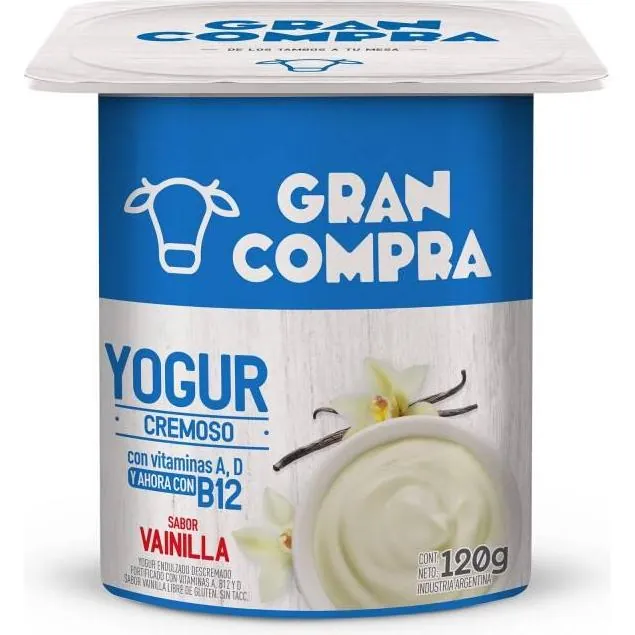 GRAN
COMPRA
DE LOS TAMBOS A TU MESA
GRAN
COMPRA
YOGUR
CREMOSO
con vitaminas A, D
Y AHORA CON B12
SABOR
VAINILLA
YOGUR ENDULZADO DESCREMADO
FORTIFICADO CON VITAMINAS A, B12 Y D
SABOR VAINILLA LIBRE DE GLUTEN. SIN TACC.
CONT.
NETO. 120g
INDUSTRIA ARGENTINA